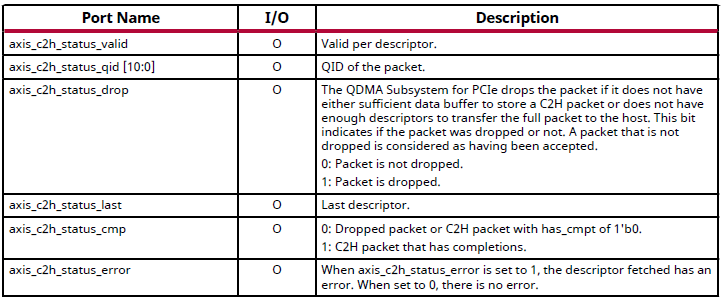 Port Name I/O Description
axis_c2h_status_valid O Valid per descriptor.
axis_c2h_status_qid [10:0] O QID of the packet.
axis_c2h_status_drop O The QDMA Subsystem for PCIe drops the packet if it does not have
either sufficient data buffer to store a C2H packet or does not have
enough descriptors to transfer the full packet to the host. This bit
indicates if the packet was dropped or not. A packet that is not
dropped is considered as having been accepted.
0: Packet is not dropped.
1: Packet is dropped.
axis_c2h_status_last O Last descriptor.
axis_c2h_status_cmp O 0: Dropped packet or C2H packet with has_cmpt of 1'b0.
1: C2H packet that has completions.
axis_c2h_status_error O When axis_c2h_status_error is set to 1, the descriptor fetched has an
error. When set to 0, there is no error.